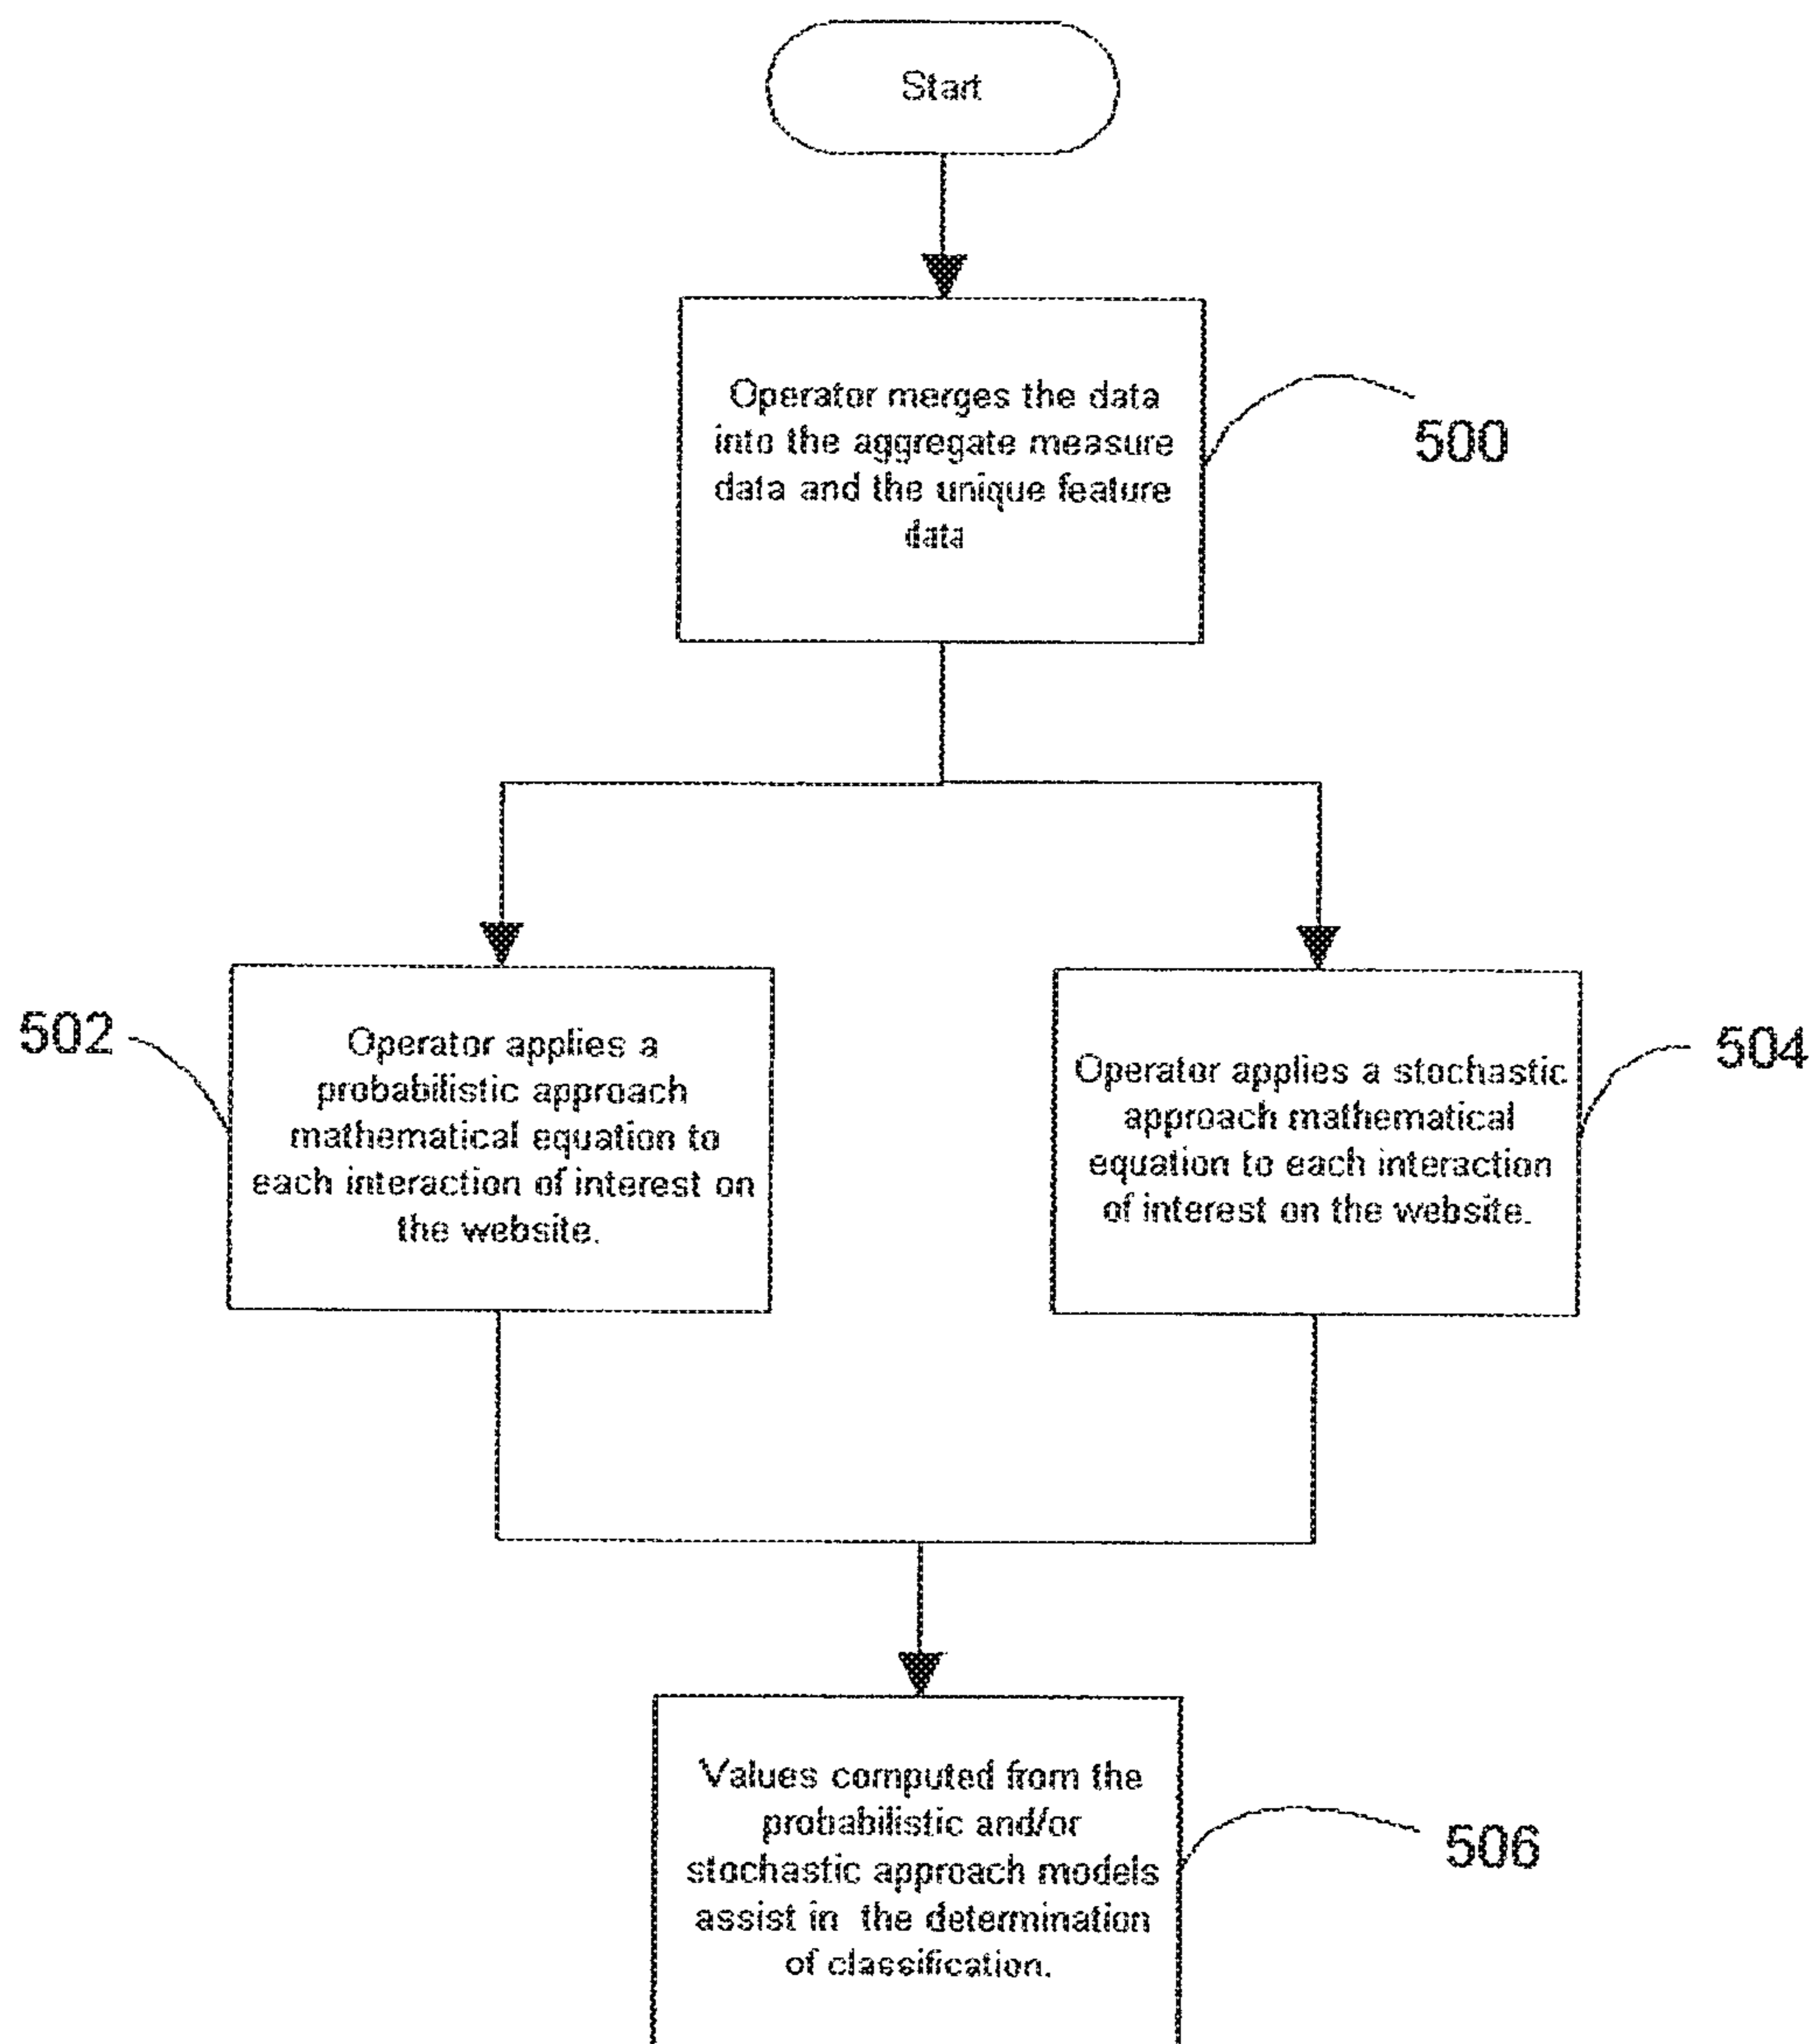 Start
Operator merges the data
into the aggregate measure
data and the unique feature
data
500
502
Operator applies a
probabilistic approach
mathematical equation to
each interaction of interest on
the website.
Operator applies a stochastic
approach mathematical
equation to each interaction
of interest on the website.
504
Values computed from the
probabilistic and/or
stochastic approach models
assist in the determination
of classification.
506